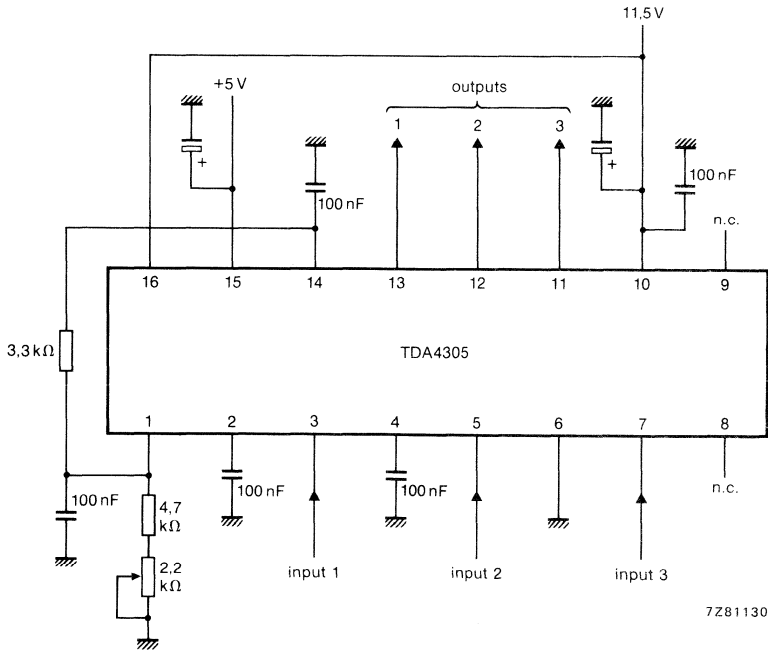 11,5 V
+5 V
outputs
1 2 3
+
+
100 nF
100 nF
n.c.
16 15 14 13 12 11 10 9
3,3 kΩ
TDA4305
1 2 3 4 5 6 7 8
100 nF
4,7 kΩ
100 nF
100 nF
n.c.
2,2 kΩ
input 1
input 2
input 3
7Z81130